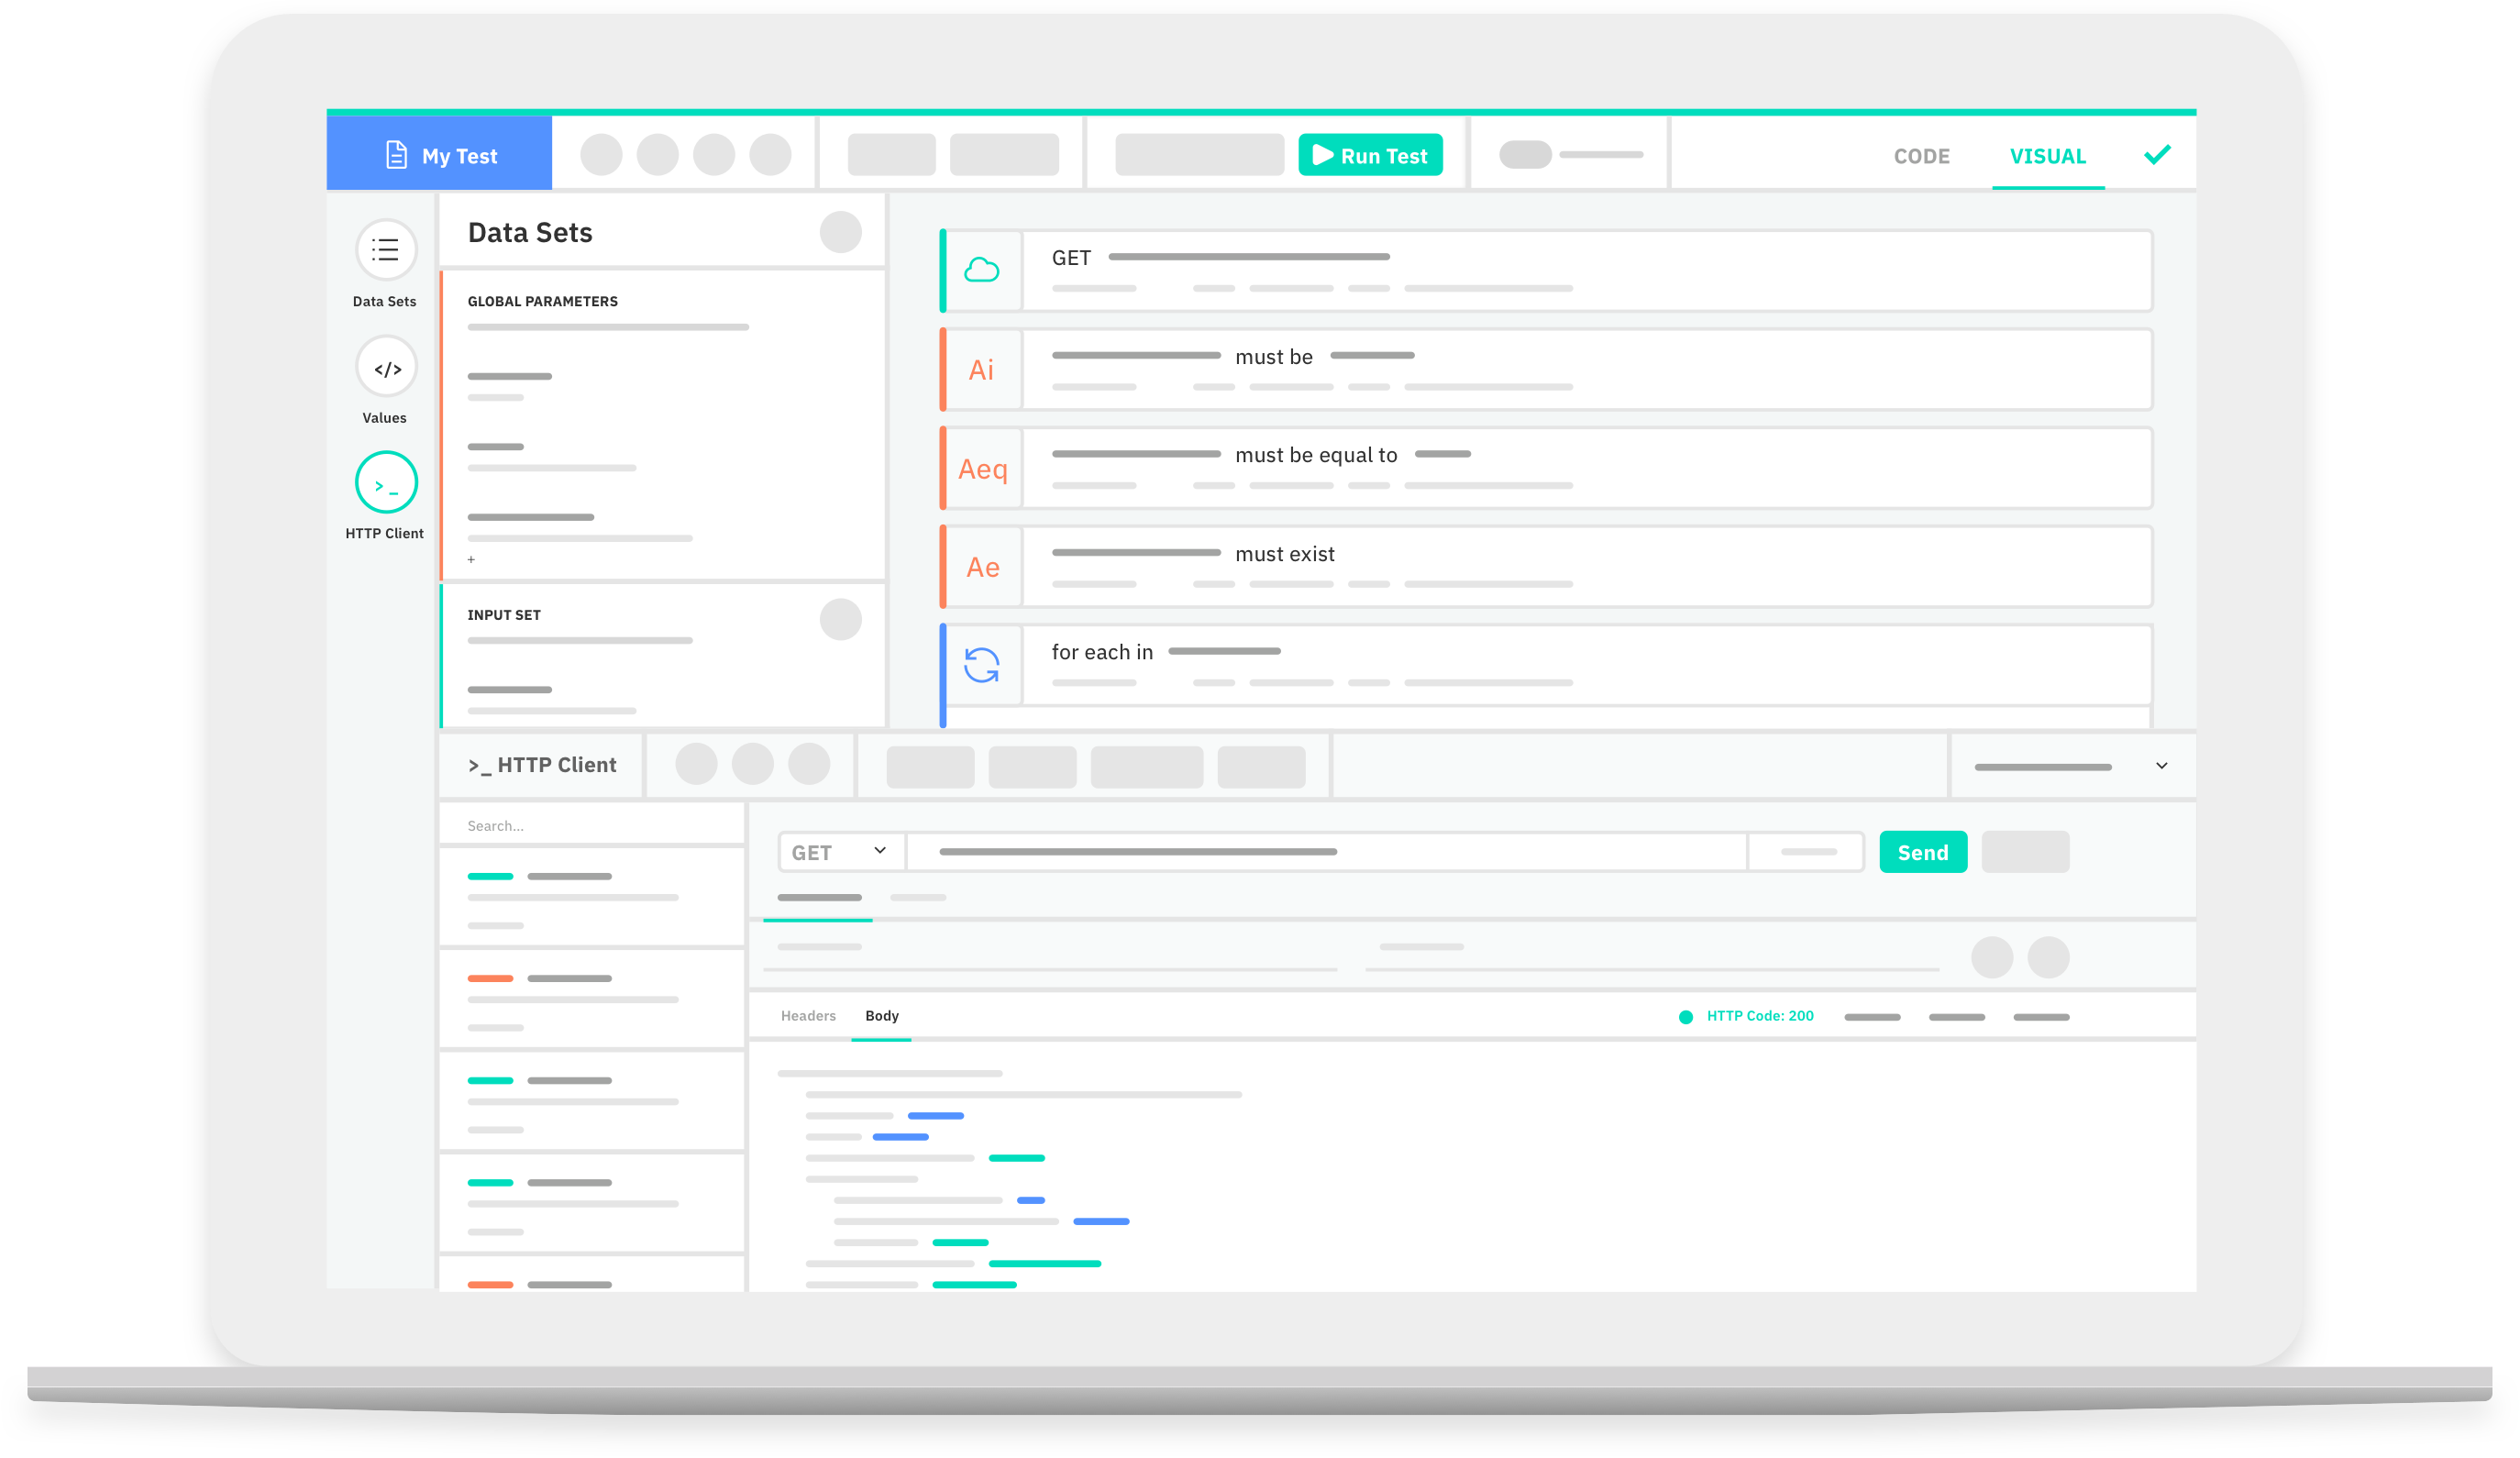 My Test
Run Test
CODE
VISUAL
Data Sets
Values
HTTP Client
Data Sets
GLOBAL PARAMETERS
+
INPUT SET
GET
Ai
must be
Aeq
must be equal to
Ae
must exist
for each in
>_ HTTP Client
Search...
GET
Send
Headers
Body
HTTP Code: 200